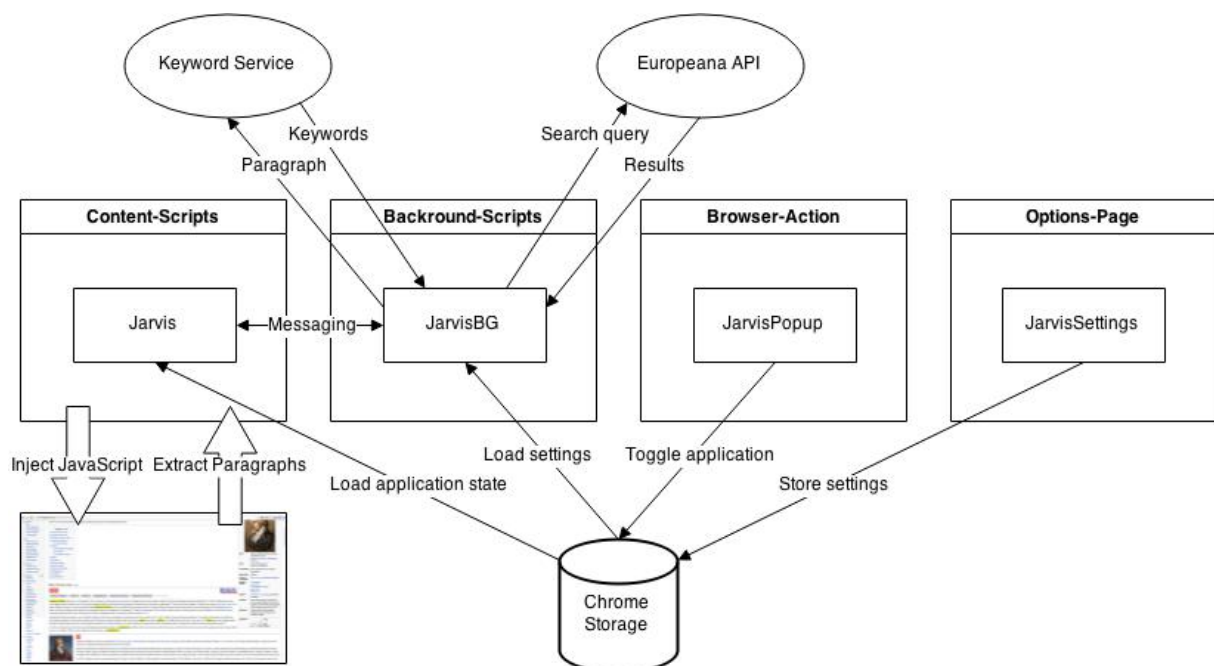 Keyword Service
Europeana API
Keywords
Search query
Paragraph
Results
Content-Scripts
Backround-Scripts
Browser-Action
Options-Page
Jarvis
Messaging
JarvisBG
JarvisPopup
JarvisSettings
Inject JavaScript
Extract Paragraphs
Load settings
Toggle application
Load application state
Store settings
Chrome
Storage